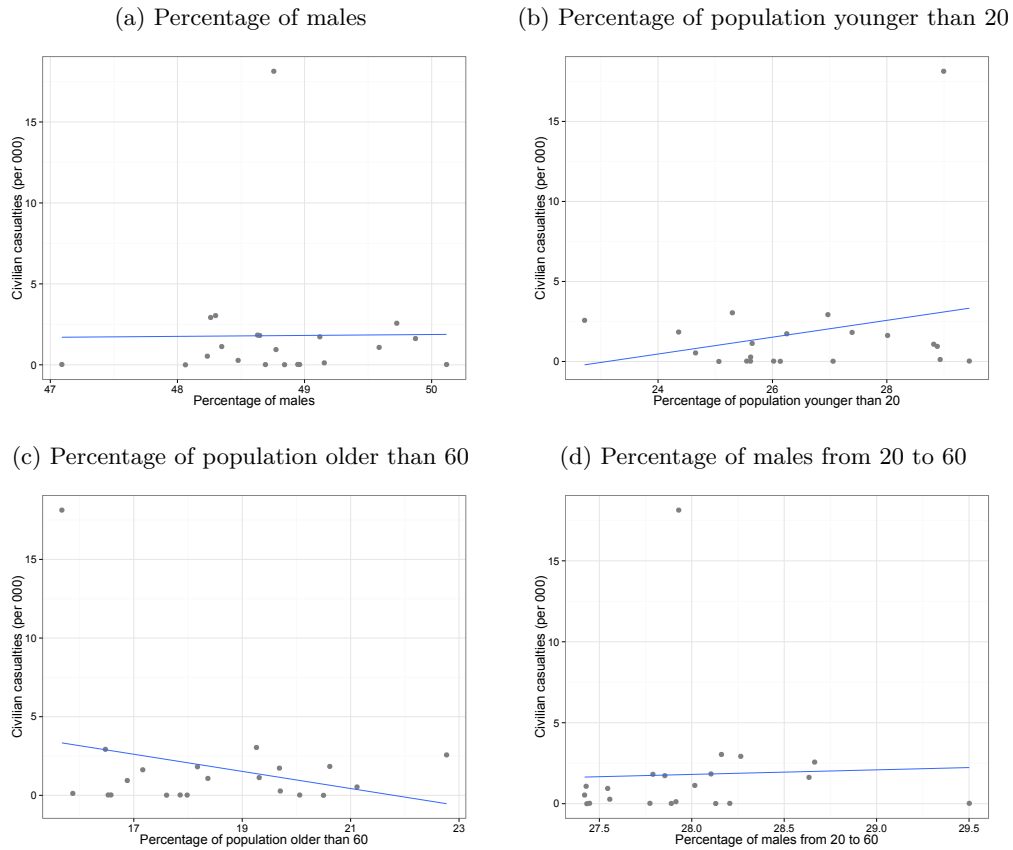 (a) Percentage of males
Civilian casualties (per 000)
15
10
5
0
47 48 49 50
Percentage of males
(b) Percentage of population younger than 20
Civilian casualties (per 000)
15
10
5
0
24 26 28
Percentage of population younger than 20
(c) Percentage of population older than 60
Civilian casualties (per 000)
15
10
5
0
17 19 21 23
Percentage of population older than 60
(d) Percentage of males from 20 to 60
Civilian casualties (per 000)
15
10
5
0
27.5 28.0 28.5 29.0 29.5
Percentage of males from 20 to 60